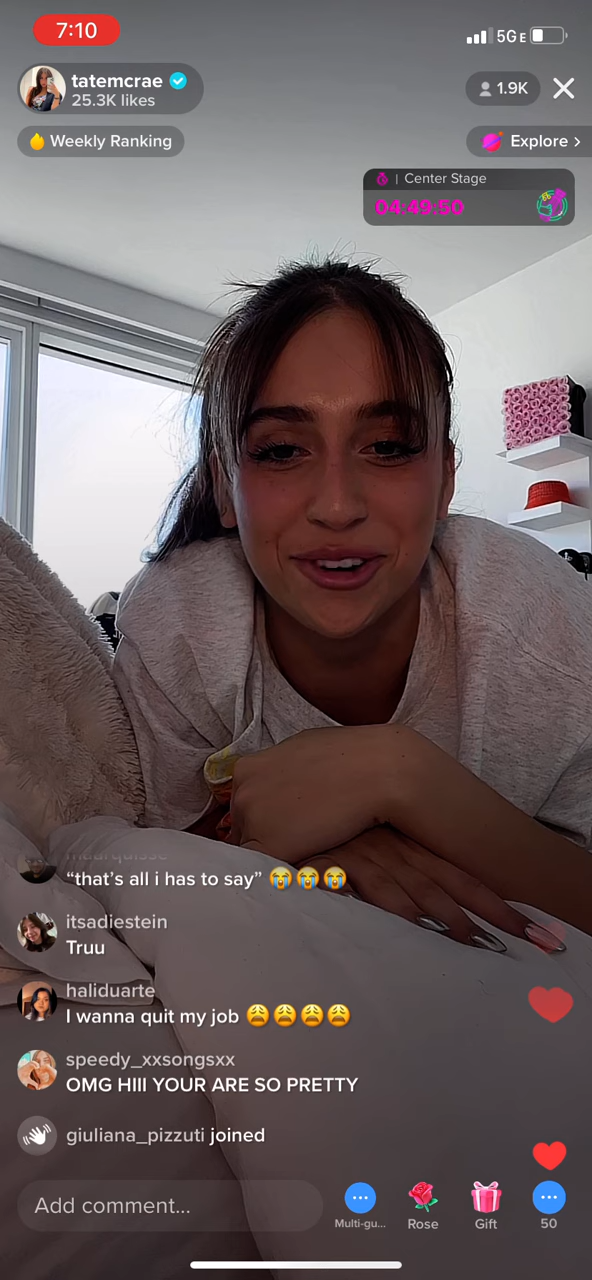 7:10
5GE
tatemcrae
25.3K likes
1.9K
Weekly Ranking
Explore >
| Center Stage
04:49:50
“that’s all i has to say” 😭😭😭
itsadiestein
Truu
haliduarte
I wanna quit my job 😩😩😩😩
speedy_xxsongsxx
OMG HIII YOUR ARE SO PRETTY
giuliana_pizzuti joined
Add comment...
Multi-gu...
Rose
Gift
50